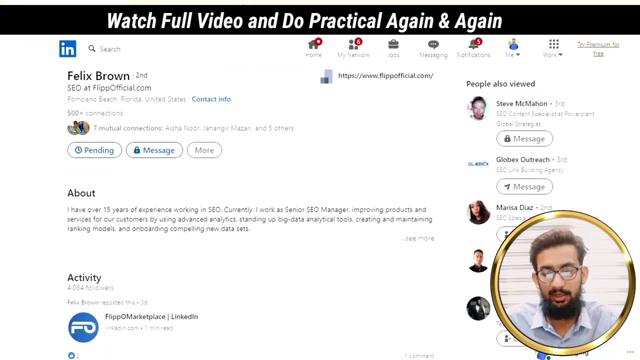 Watch Full Video and Do Practical Again & Again
in
Search
Home
My Network
Jobs
Messaging
Notifications
Me
Work
Try Premium for
free
Felix Brown · 2nd
SEO at FlippOfficial.com
Pompano Beach, Florida, United States · Contact info
500+ connections
7 mutual connections: Aisha Noor, Jahangir Mazari, and 5 others
Pending
Message
More
https://www.flippofficial.com/
About
I have over 15 years of experience working in SEO. Currently, I work as Senior SEO Manager, improving products and
services for our customers by using advanced analytics, standing up big-data analytical tools, creating and maintaining
ranking models, and onboarding compelling new data sets.
...see more
Activity
4,064 followers
Felix Brown reposted this • 3d
FlippOMarketplace | LinkedIn
linkedin.com • 1 min read
2
1 comment
People also viewed
Steve McMahon • 3rd
SEO Content Specialist at Powerplant
Global Strategies
Message
GLOBEX
Globex Outreach • 3rd
SEO Link Building Agency
Message
Marisa Diaz • 2nd
SEO